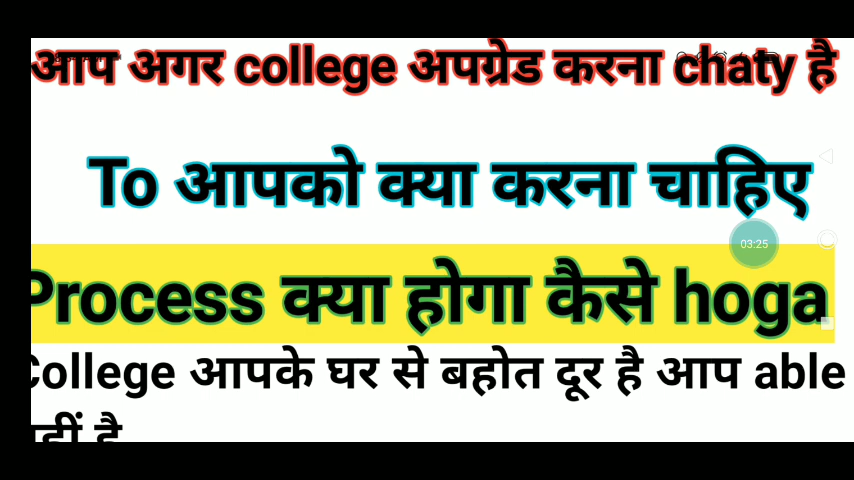 आप अगर college अपग्रेड करना chaty है
To आपको क्या करना चाहिए
03:25
Process क्या होगा कैसे hoga
College आपके घर से बहोत दूर है आप able
नहीं है